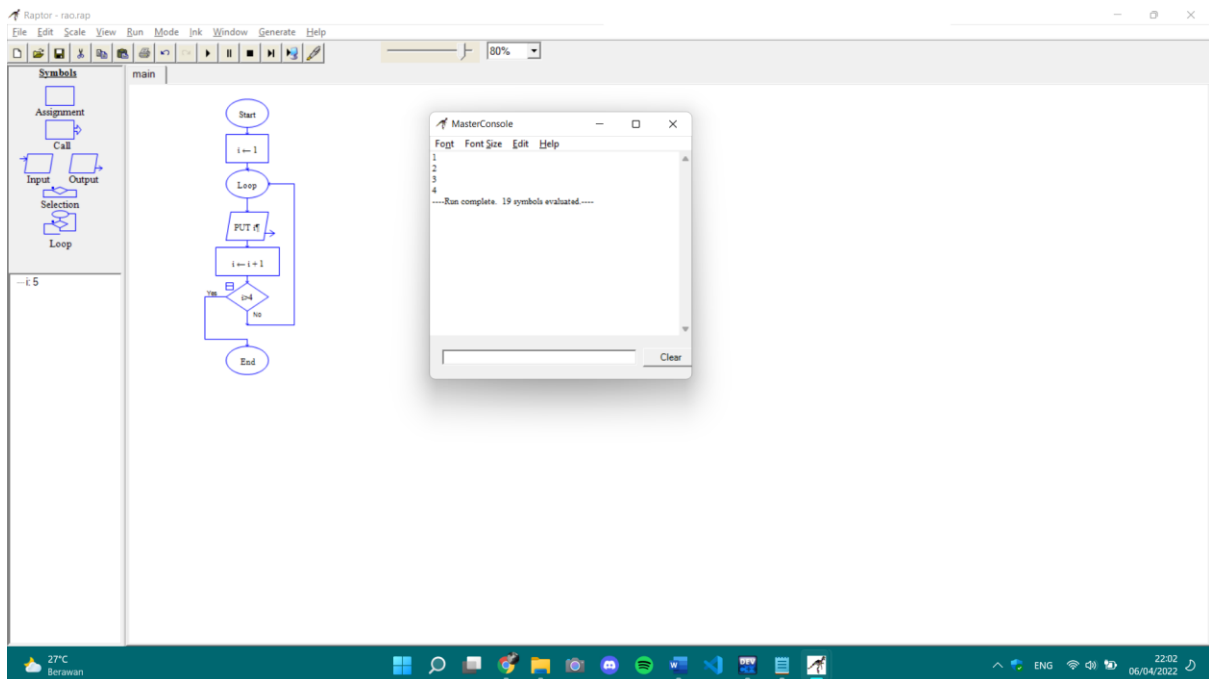 Raptor - rao.rap
File Edit Scale View Run Mode Ink Window Generate Help
80%
Symbols
Assignment
Call
Input Output
Selection
Loop
i: 5
main
Start
i ← 1
Loop
PUT i¶
i ← i + 1
i>4
Yes
No
End
MasterConsole
Font Font Size Edit Help
1
2
3
4
----Run complete. 19 symbols evaluated.----
Clear
27°C
Berawan
W
DEV
ENG
22:02
06/04/2022